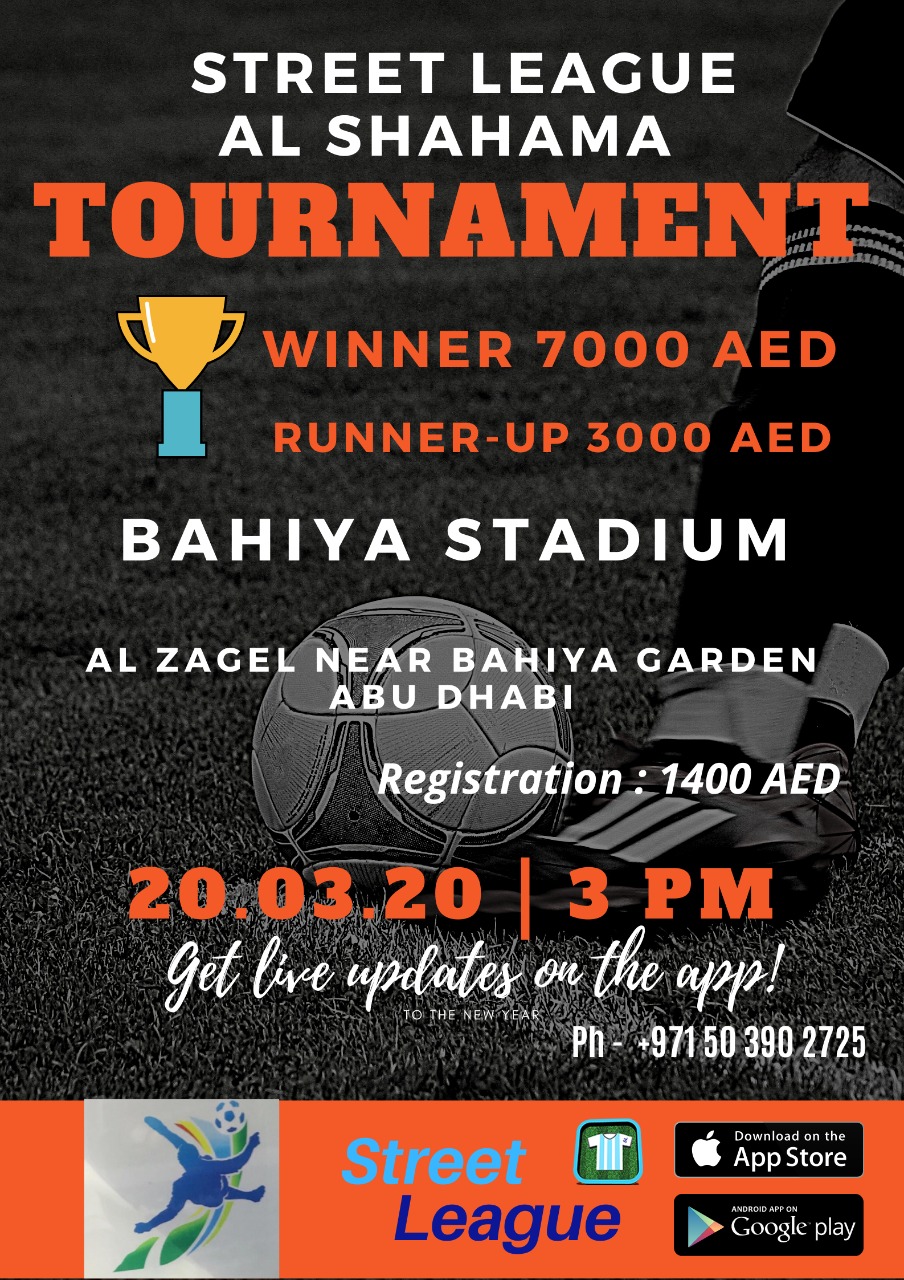 STREET LEAGUE
AL SHAHAMA
TOURNAMENT
WINNER 7000 AED
RUNNER-UP 3000 AED
BAHIYA STADIUM
AL ZAGEL NEAR BAHIYA GARDEN
ABU DHABI
Registration : 1400 AED
20.03.20 | 3 PM
Get live updates on the app!
TO THE NEW YEAR
Ph - +971 50 390 2725
Street
League
Download on the
App Store
ANDROID APP ON
Google play